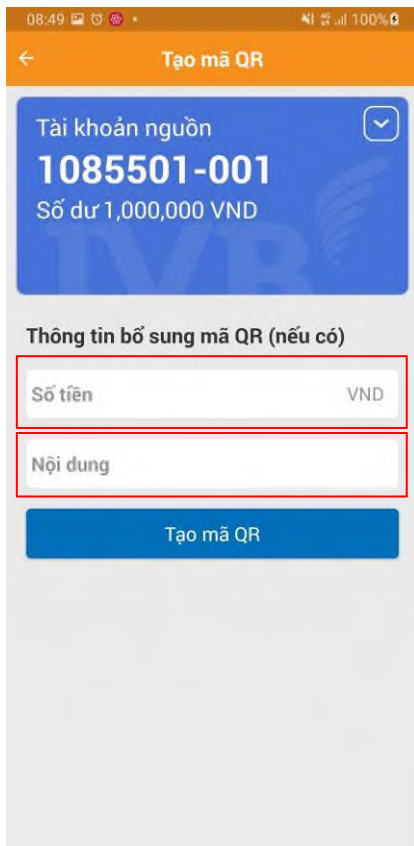 08:49 100%
Tạo mã QR
Tài khoản nguồn
1085501-001
Số dư 1,000,000 VND
IVB
Thông tin bổ sung mã QR (nếu có)
Số tiền VND
Nội dung
Tạo mã QR